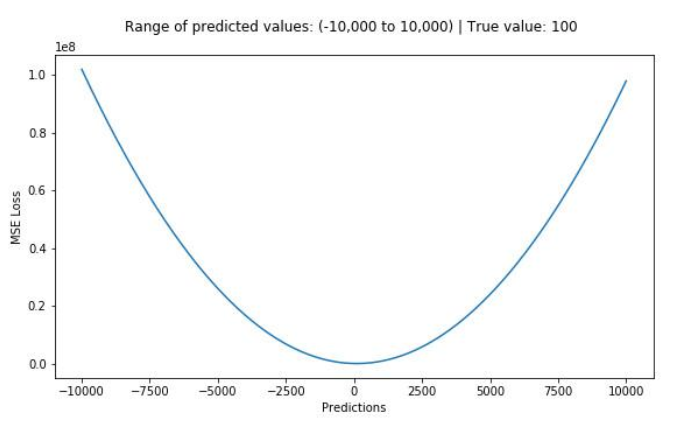 Range of predicted values: (-10,000 to 10,000) | True value: 100
1e8
1.0
0.8
0.6
0.4
0.2
0.0
MSE Loss
−10000 −7500 −5000 −2500 0 2500 5000 7500 10000
Predictions